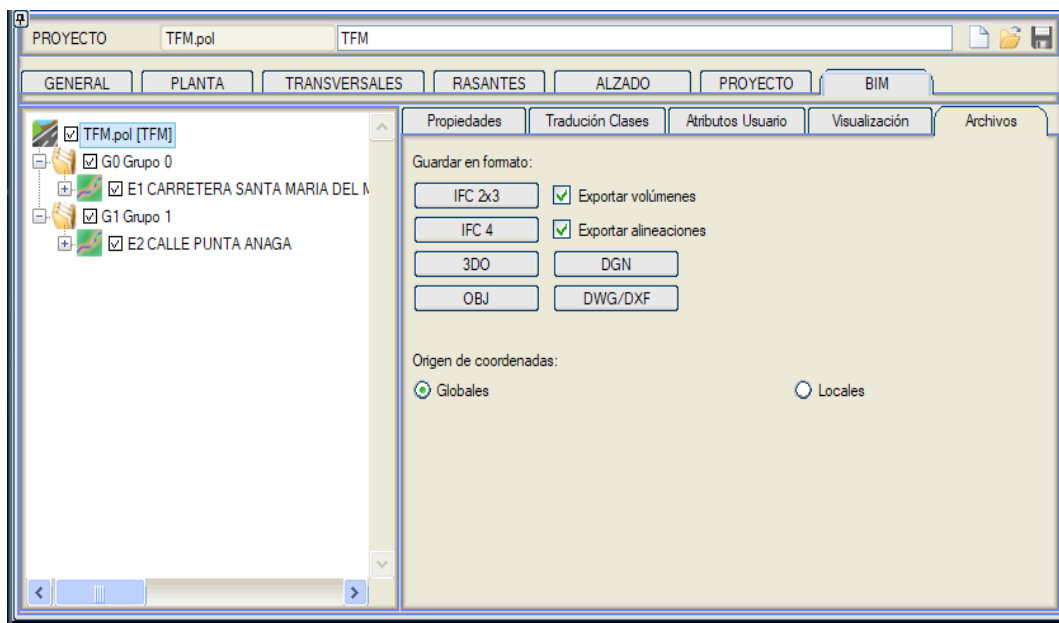 PROYECTO TFM.pol TFM
GENERAL PLANTA TRANSVERSALES RASANTES ALZADO PROYECTO BIM
TFM.pol [TFM]
G0 Grupo 0
E1 CARRETERA SANTA MARIA DEL
G1 Grupo 1
E2 CALLE PUNTA ANAGA
Propiedades Tradución Clases Atributos Usuario Visualización Archivos
Guardar en formato:
IFC 2x3 Exportar volúmenes
IFC 4 Exportar alineaciones
3DO DGN
OBJ DWG/DXF
Origen de coordenadas:
Globales Locales